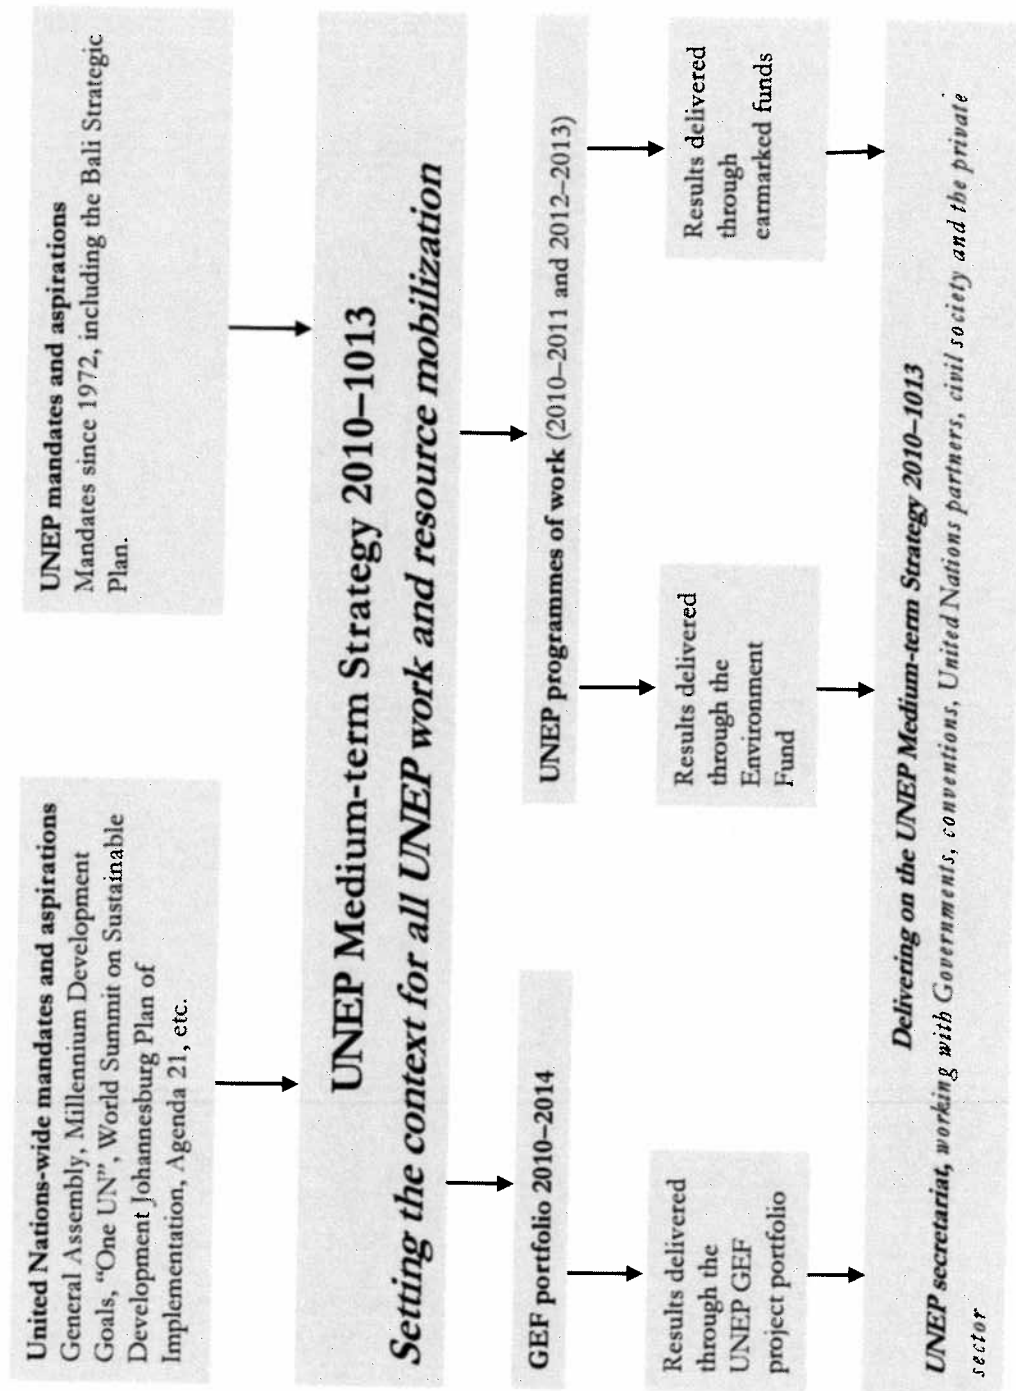 United Nations-wide mandates and aspirations
General Assembly, Millennium Development
Goals, “One UN”, World Summit on Sustainable
Development Johannesburg Plan of
Implementation, Agenda 21, etc.
UNEP mandates and aspirations
Mandates since 1972, including the Bali Strategic
Plan.
UNEP Medium-term Strategy 2010–1013
Setting the context for all UNEP work and resource mobilization
GEF portfolio 2010–2014
UNEP programmes of work (2010–2011 and 2012–2013)
Results delivered
through the
UNEP GEF
project portfolio
Results delivered
through the
Environment
Fund
Results delivered
through
earmarked funds
Delivering on the UNEP Medium-term Strategy 2010–1013
UNEP secretariat, working with Governments, conventions, United Nations partners, civil society and the private
sector